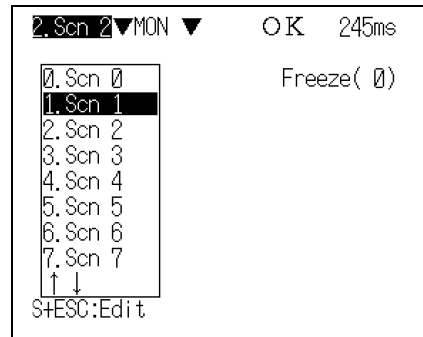 2.Scn 2▼MON ▼ OK 245ms
Freeze( 0)
0.Scn 0
1.Scn 1
2.Scn 2
3.Scn 3
4.Scn 4
5.Scn 5
6.Scn 6
7.Scn 7
↑ ↓
S+ESC:Edit